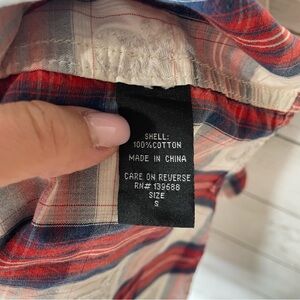 SHELL:
100%COTTON
MADE IN CHINA
CARE ON REVERSE
RN# 139688
SIZE
S